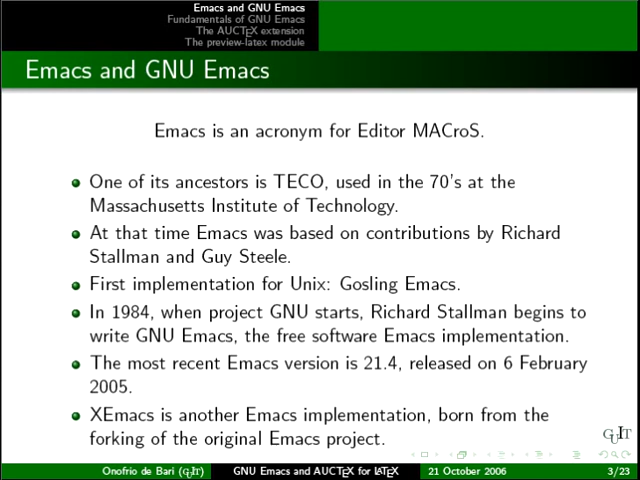 Emacs and GNU Emacs
Fundamentals of GNU Emacs
The AUCTEX extension
The preview-latex module
Emacs and GNU Emacs
Emacs is an acronym for Editor MACroS.
One of its ancestors is TECO, used in the 70's at the
Massachusetts Institute of Technology.
At that time Emacs was based on contributions by Richard
Stallman and Guy Steele.
First implementation for Unix: Gosling Emacs.
In 1984, when project GNU starts, Richard Stallman begins to
write GNU Emacs, the free software Emacs implementation.
The most recent Emacs version is 21.4, released on 6 February
2005.
XEmacs is another Emacs implementation, born from the
forking of the original Emacs project.
GUIT
Onofrio de Bari (GUIT) GNU Emacs and AUCTEX for LATEX 21 October 2006 3/23